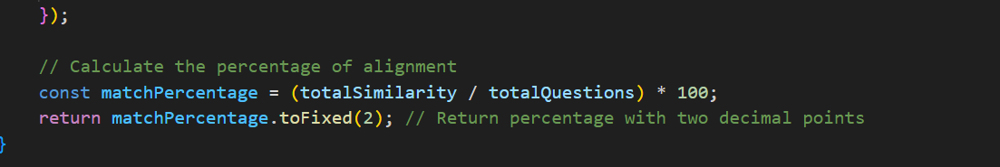 });
// Calculate the percentage of alignment
const matchPercentage = (totalSimilarity / totalQuestions) * 100;
return matchPercentage.toFixed(2); // Return percentage with two decimal points
}